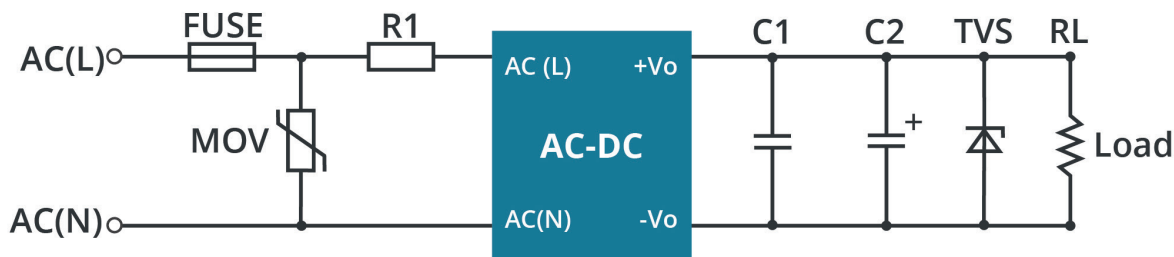 FUSE
R1
C1
C2
TVS
RL
AC(L)
AC (L)
+Vo
MOV
AC-DC
+
Load
AC(N)
AC(N)
-Vo